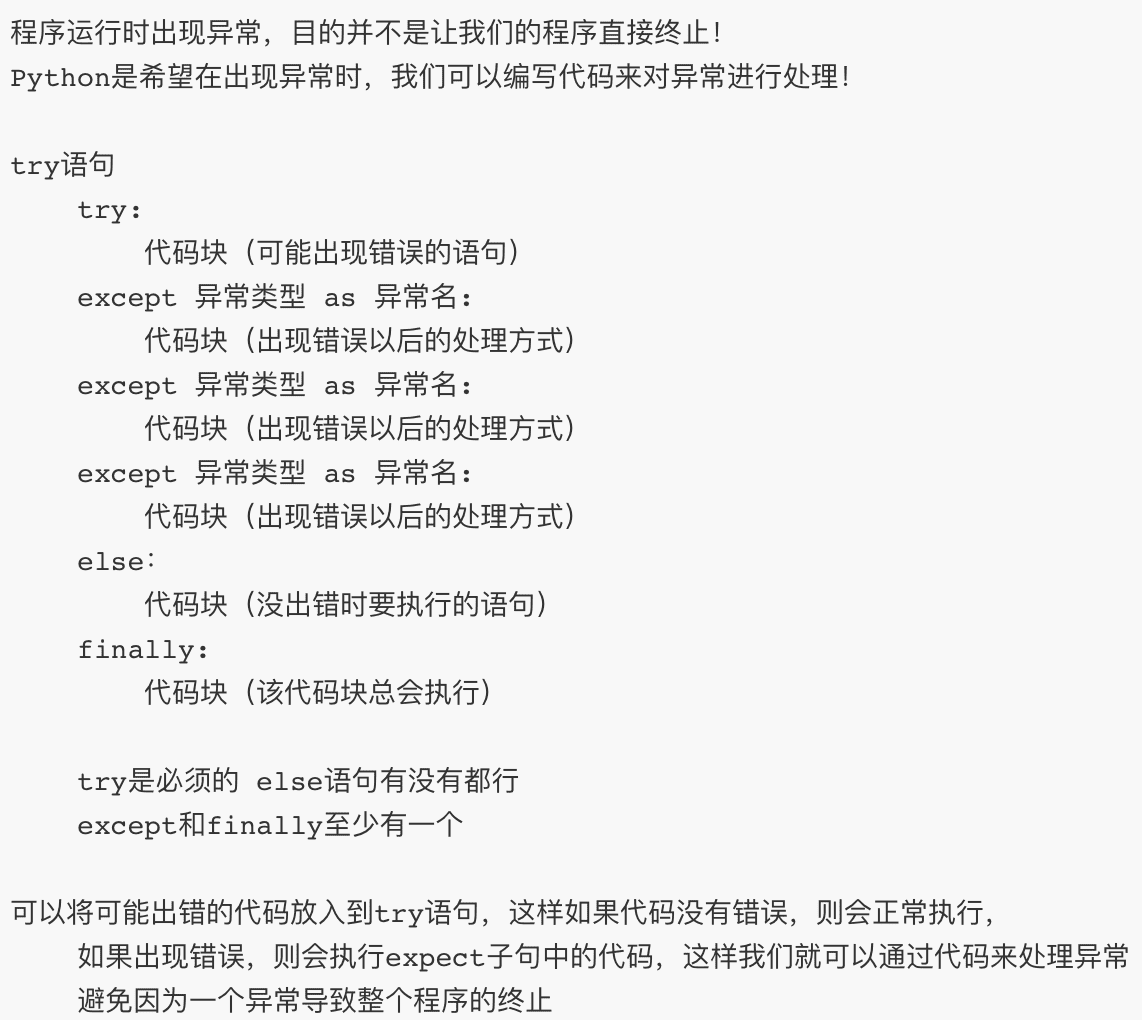 程序运行时出现异常，目的并不是让我们的程序直接终止！
Python是希望在出现异常时，我们可以编写代码来对异常进行处理！
try语句
try:
代码块（可能出现错误的语句）
except 异常类型 as 异常名:
代码块（出现错误以后的处理方式）
except 异常类型 as 异常名:
代码块（出现错误以后的处理方式）
except 异常类型 as 异常名:
代码块（出现错误以后的处理方式）
else：
代码块（没出错时要执行的语句）
finally:
代码块（该代码块总会执行）
try是必须的 else语句有没有都行
except和finally至少有一个
可以将可能出错的代码放入到try语句，这样如果代码没有错误，则会正常执行，
如果出现错误，则会执行expect子句中的代码，这样我们就可以通过代码来处理异常
避免因为一个异常导致整个程序的终止